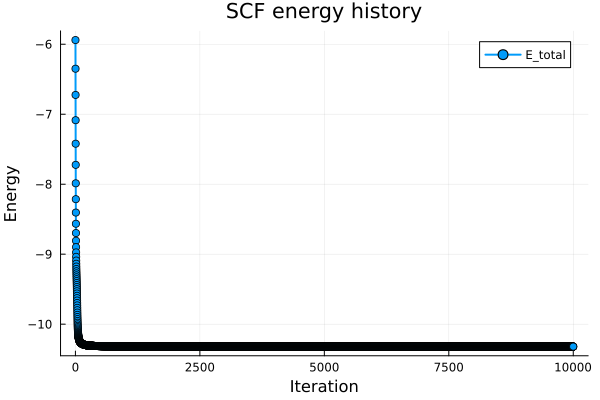 SCF energy history
E_total
Energy
−6
−7
−8
−9
−10
0 2500 5000 7500 10000
Iteration